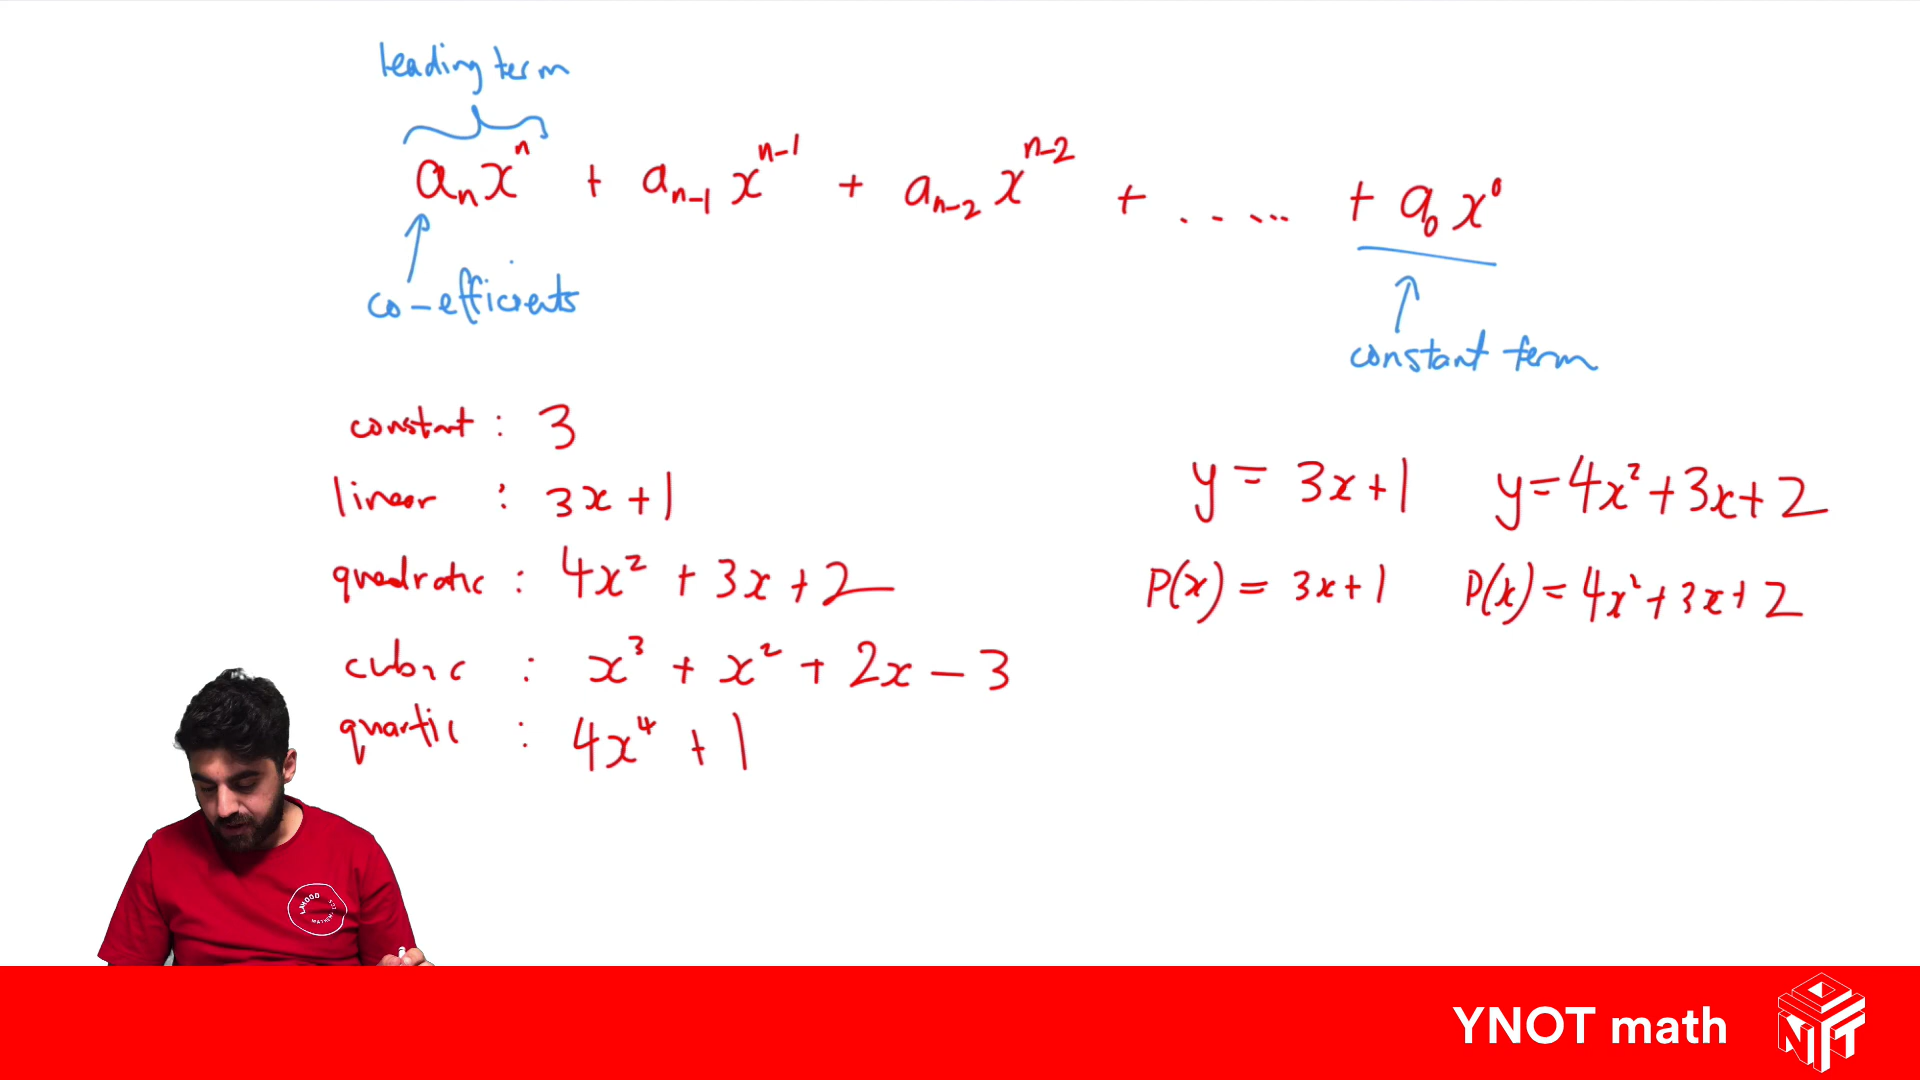 leading term
aₙxⁿ + aₙ₋₁xⁿ⁻¹ + aₙ₋₂xⁿ⁻² + ...... + a₀x⁰
co-efficients
constant term
constant : 3
linear : 3x+1
quadratic : 4x² + 3x + 2
cubic : x³ + x² + 2x - 3
quartic : 4x⁴ + 1
y = 3x+1 y=4x²+3x+2
P(x) = 3x+1 P(x) = 4x²+3x+2
LAHOOD
YNOT math
YNOT